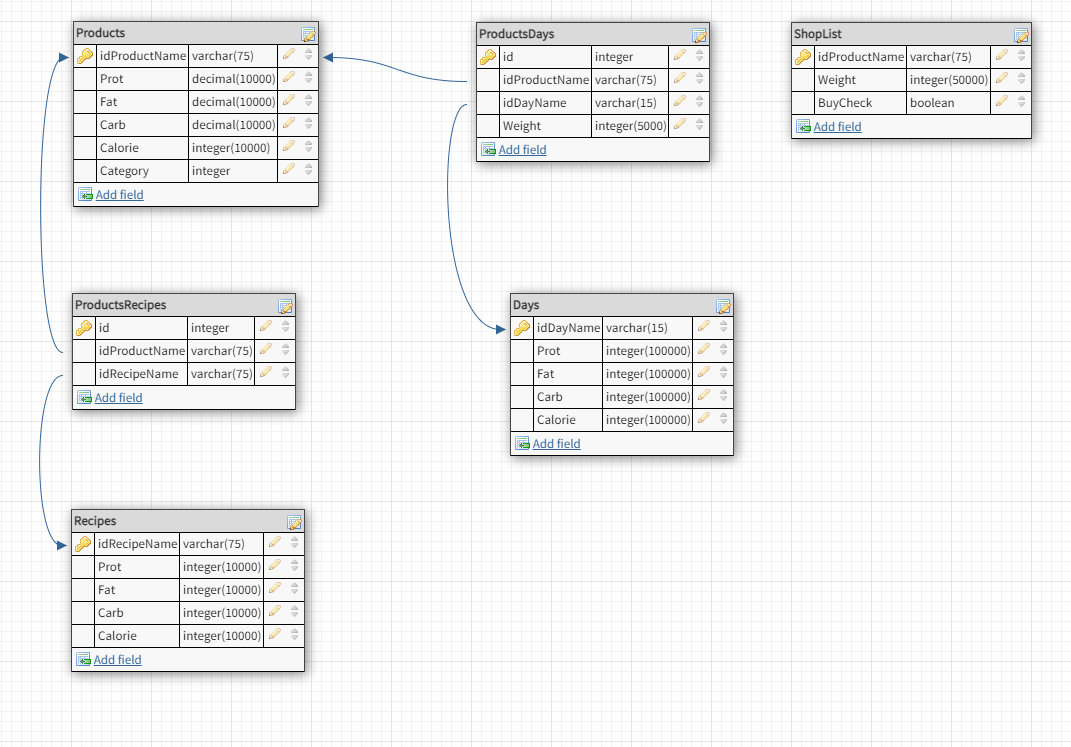 Products
idProductName varchar(75)
Prot decimal(10000)
Fat decimal(10000)
Carb decimal(10000)
Calorie integer(10000)
Category integer
Add field
ProductsDays
id integer
idProductName varchar(75)
idDayName varchar(15)
Weight integer(5000)
Add field
ShopList
idProductName varchar(75)
Weight integer(50000)
BuyCheck boolean
Add field
ProductsRecipes
id integer
idProductName varchar(75)
idRecipeName varchar(75)
Add field
Days
idDayName varchar(15)
Prot integer(100000)
Fat integer(100000)
Carb integer(100000)
Calorie integer(100000)
Add field
Recipes
idRecipeName varchar(75)
Prot integer(10000)
Fat integer(10000)
Carb integer(10000)
Calorie integer(10000)
Add field